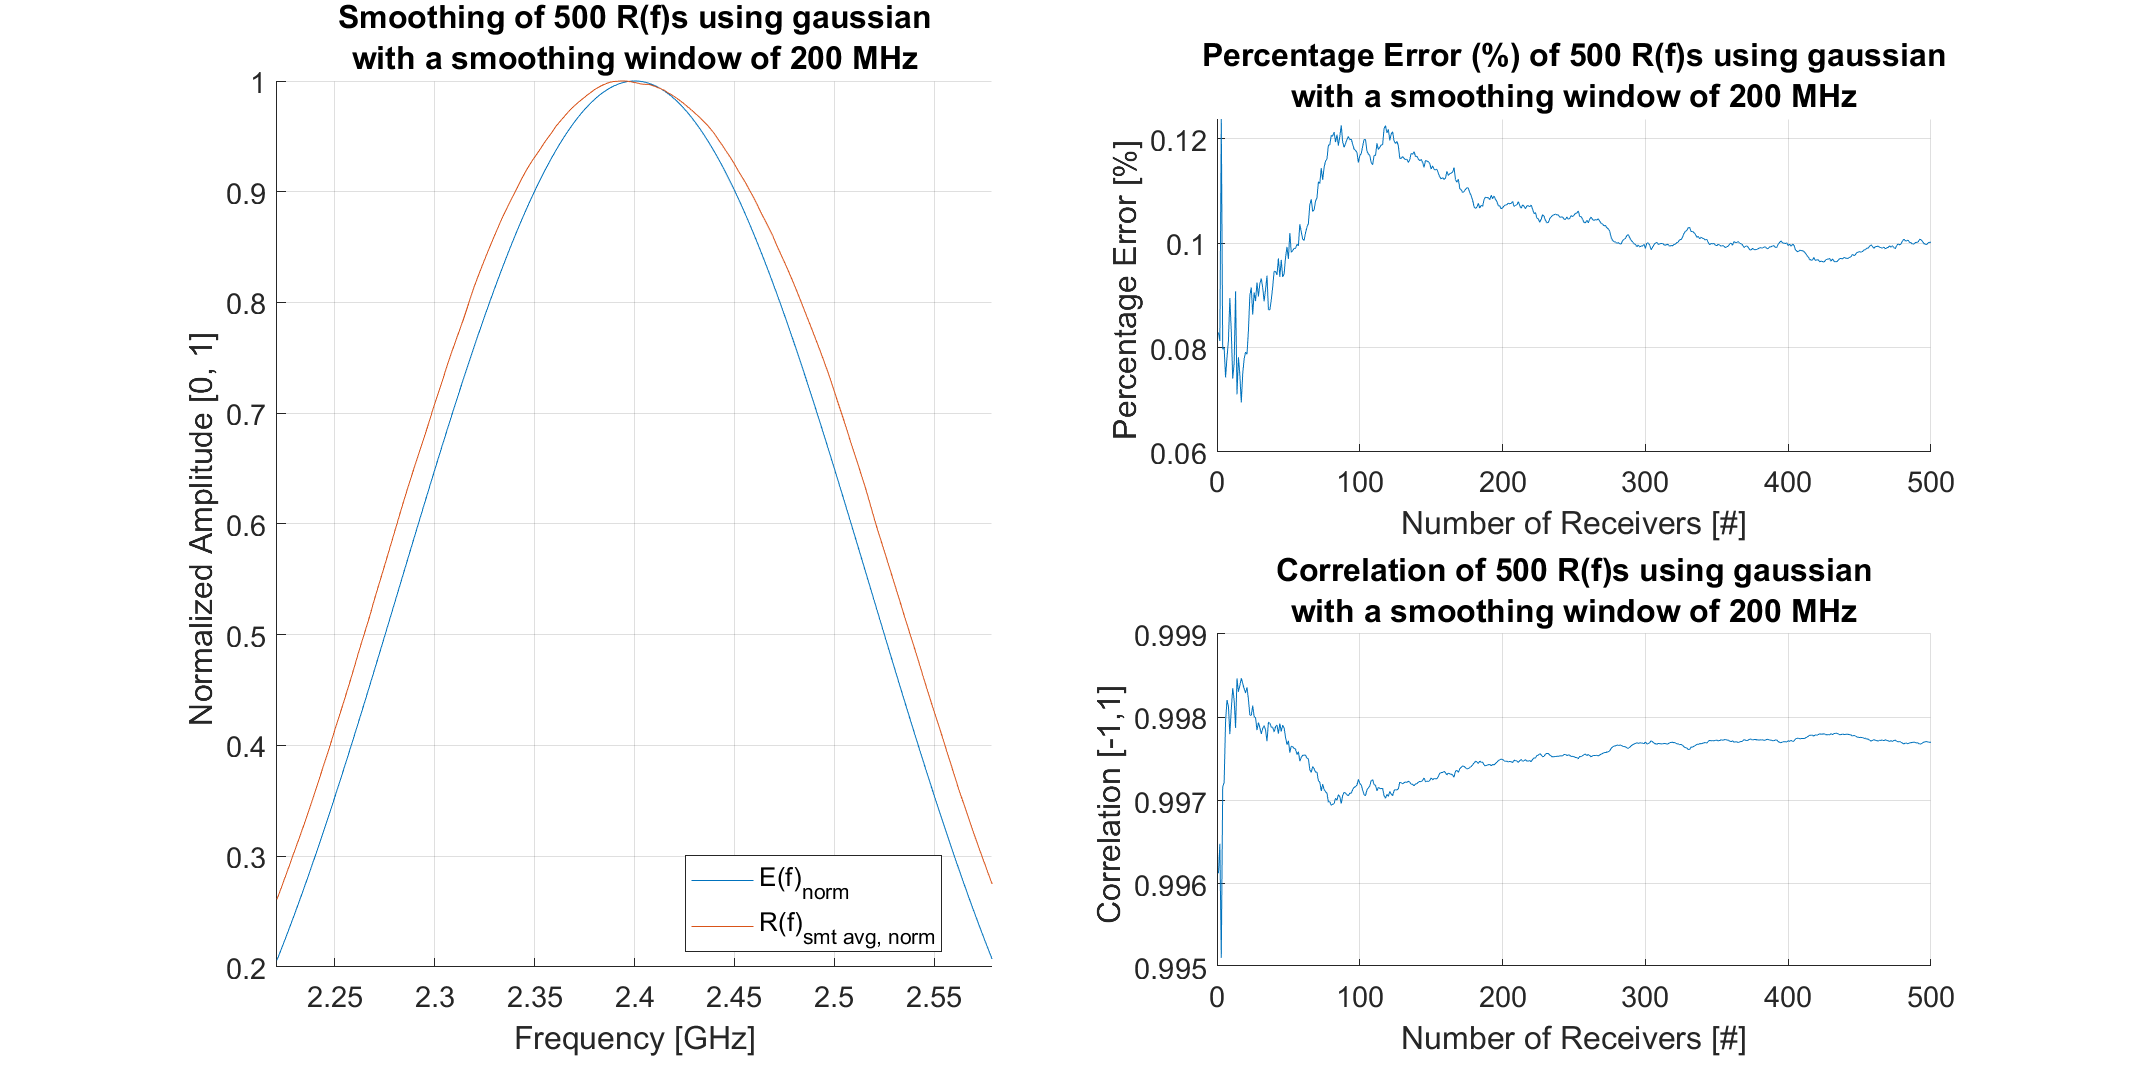 Smoothing of 500 R(f)s using gaussian
with a smoothing window of 200 MHz
1
0.9
0.8
0.7
0.6
0.5
0.4
0.3
0.2
Normalized Amplitude [0, 1]
2.25 2.3 2.35 2.4 2.45 2.5 2.55
Frequency [GHz]
E(f)norm
R(f)smt avg, norm
Percentage Error (%) of 500 R(f)s using gaussian
with a smoothing window of 200 MHz
0.12
0.1
0.08
0.06
Percentage Error [%]
0 100 200 300 400 500
Number of Receivers [#]
Correlation of 500 R(f)s using gaussian
with a smoothing window of 200 MHz
0.999
0.998
0.997
0.996
0.995
Correlation [-1,1]
0 100 200 300 400 500
Number of Receivers [#]